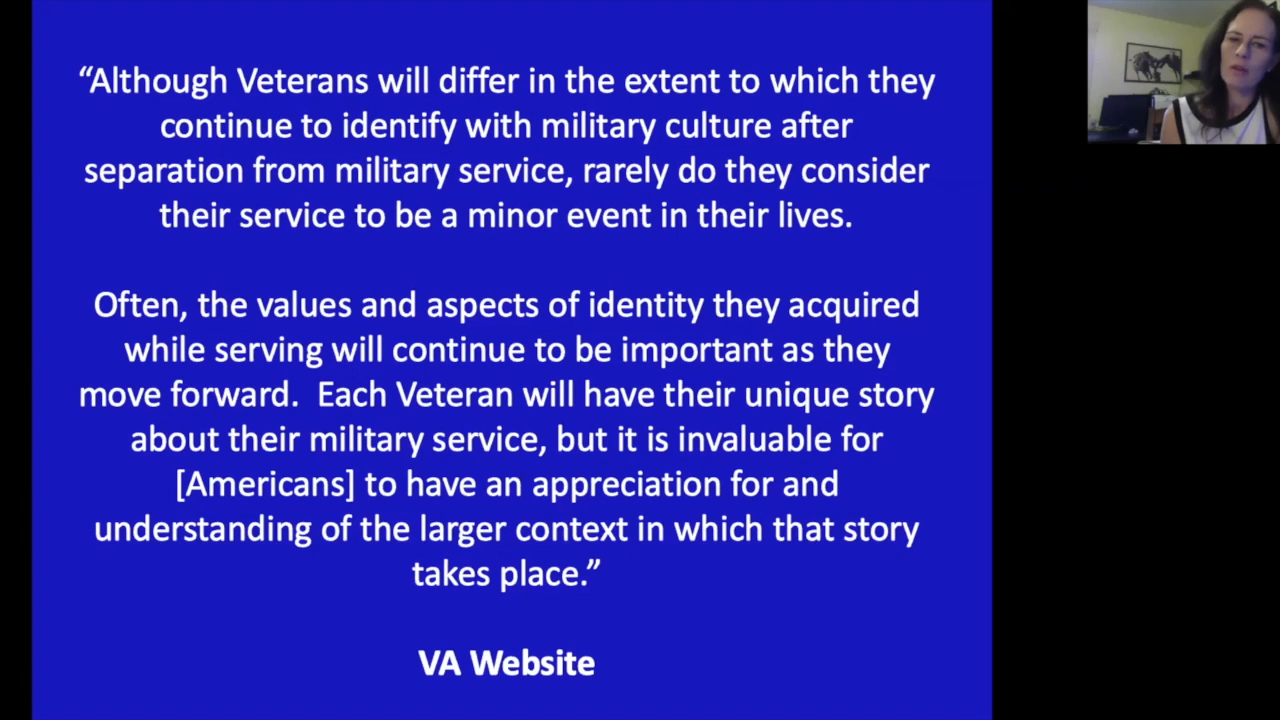 “Although Veterans will differ in the extent to which they
continue to identify with military culture after
separation from military service, rarely do they consider
their service to be a minor event in their lives.
Often, the values and aspects of identity they acquired
while serving will continue to be important as they
move forward.  Each Veteran will have their unique story
about their military service, but it is invaluable for
[Americans] to have an appreciation for and
understanding of the larger context in which that story
takes place.”
VA Website